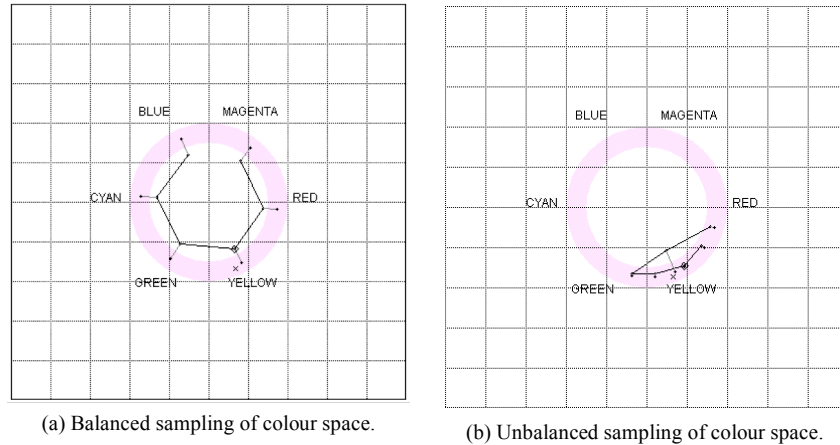 BLUE MAGENTA
CYAN RED
GREEN YELLOW
(a) Balanced sampling of colour space.
BLUE MAGENTA
CYAN RED
GREEN YELLOW
(b) Unbalanced sampling of colour space.